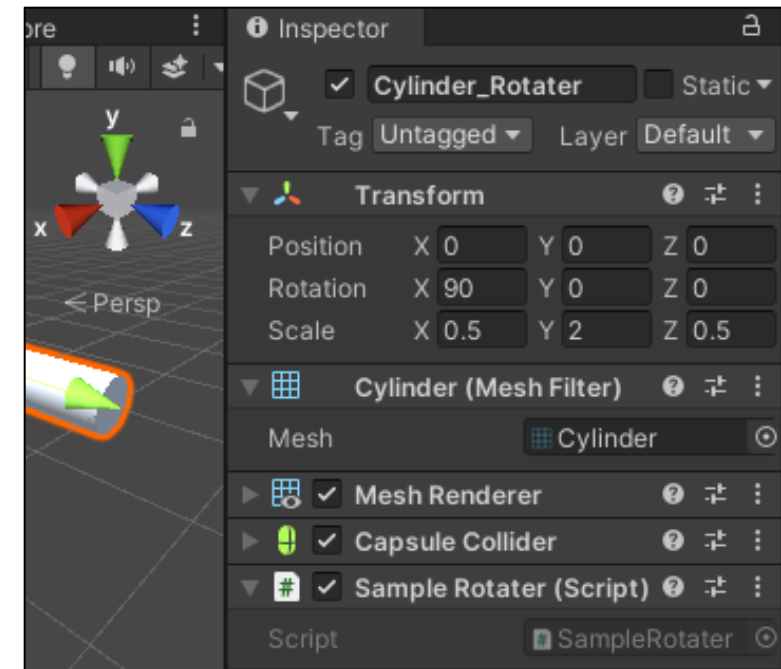 ore
Inspector
Cylinder_Rotater Static
Tag Untagged Layer Default
y
x z
Persp
Transform
Position X 0 Y 0 Z 0
Rotation X 90 Y 0 Z 0
Scale X 0.5 Y 2 Z 0.5
Cylinder (Mesh Filter)
Mesh Cylinder
Mesh Renderer
Capsule Collider
# Sample Rotater (Script)
Script # SampleRotater